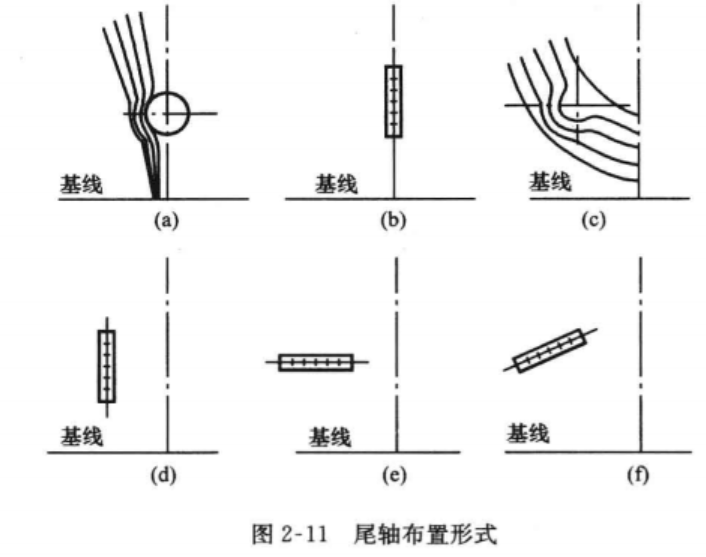 基线 基线 基线
(a) (b) (c)
基线 基线 基线
(d) (e) (f)
图 2-11 尾轴布置形式